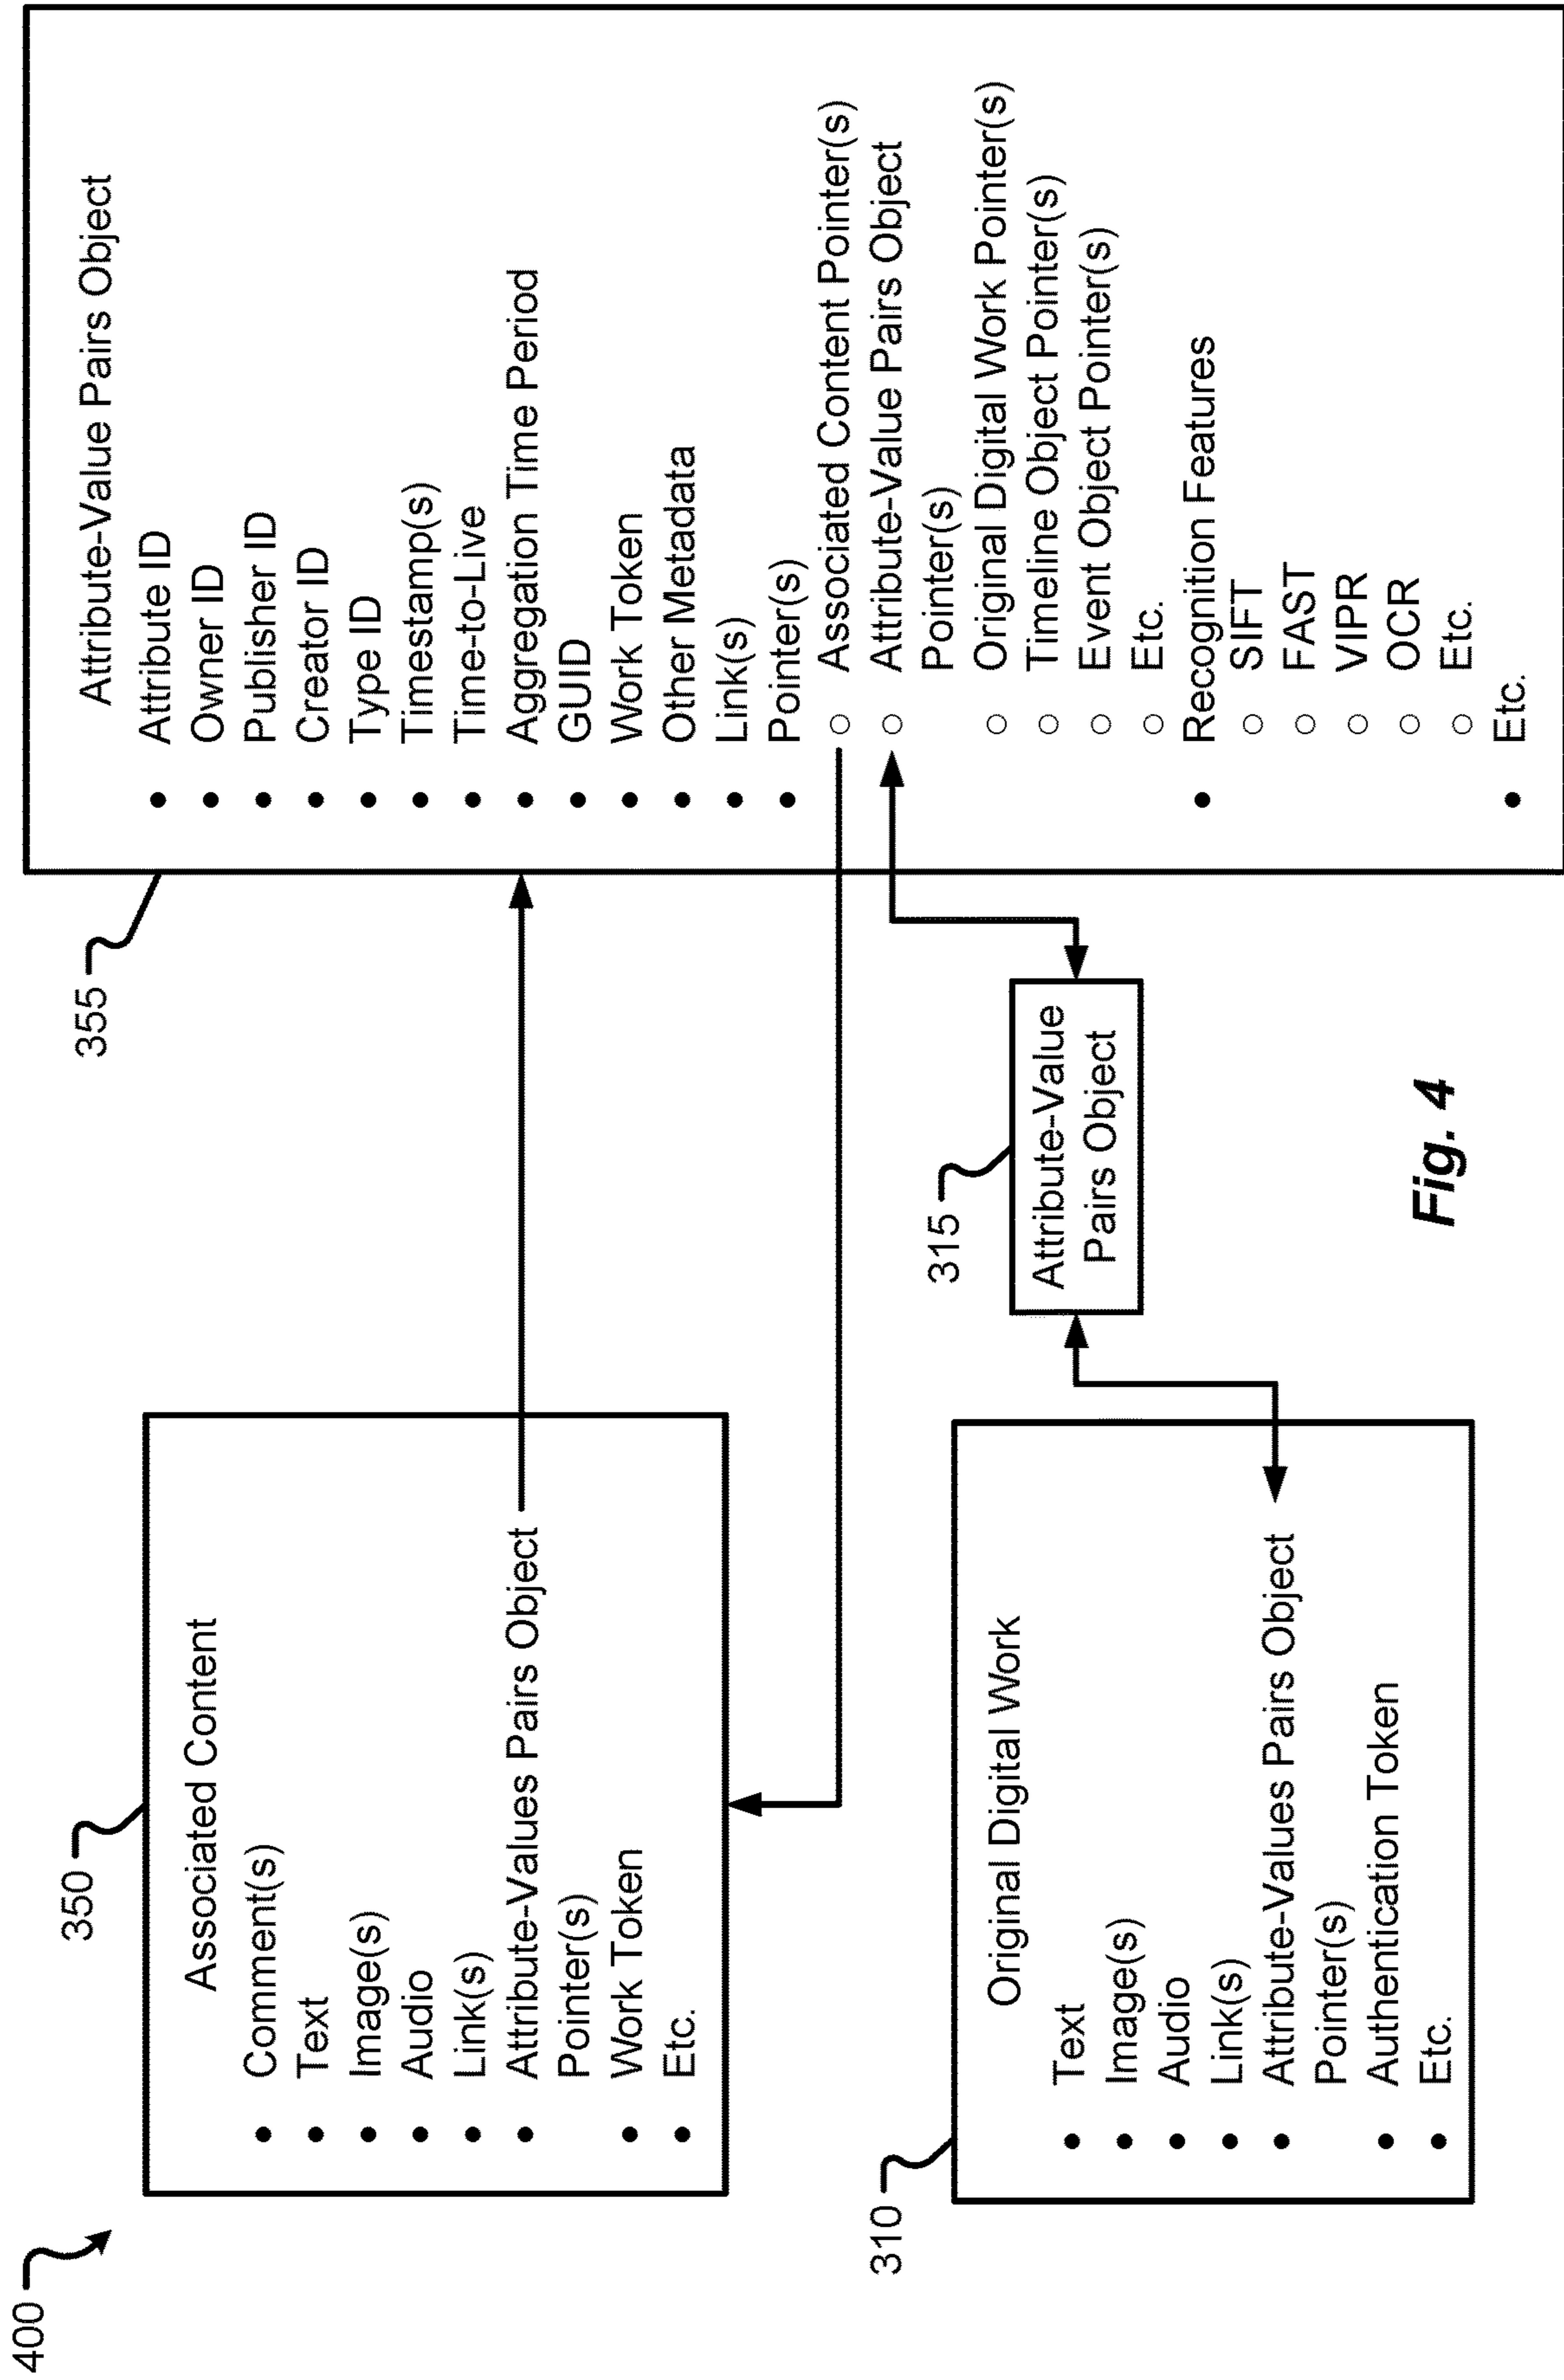 400
350
Associated Content
• Comment(s)
• Text
• Image(s)
• Audio
• Link(s)
• Attribute-Values Pairs Object
Pointer(s)
• Work Token
• Etc.
310
Original Digital Work
• Text
• Image(s)
• Audio
• Link(s)
• Attribute-Values Pairs Object
Pointer(s)
• Authentication Token
• Etc.
315
Attribute-Value
Pairs Object
355
Attribute-Value Pairs Object
• Attribute ID
• Owner ID
• Publisher ID
• Creator ID
• Type ID
• Timestamp(s)
• Time-to-Live
• Aggregation Time Period
• GUID
• Work Token
• Other Metadata
• Link(s)
• Pointer(s)
○ Associated Content Pointer(s)
○ Attribute-Value Pairs Object
Pointer(s)
○ Original Digital Work Pointer(s)
○ Timeline Object Pointer(s)
○ Event Object Pointer(s)
○ Etc.
• Recognition Features
○ SIFT
○ FAST
○ VIPR
○ OCR
○ Etc.
• Etc.
Fig. 4